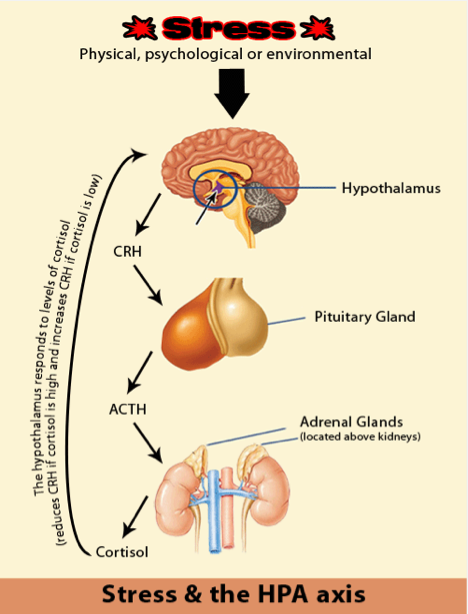 Stress
Physical, psychological or environmental
Hypothalamus
CRH
Pituitary Gland
ACTH
Adrenal Glands
(located above kidneys)
Cortisol
The hypothalamus responds to levels of cortisol
(reduces CRH if cortisol is high and increases CRH if cortisol is low)
Stress & the HPA axis